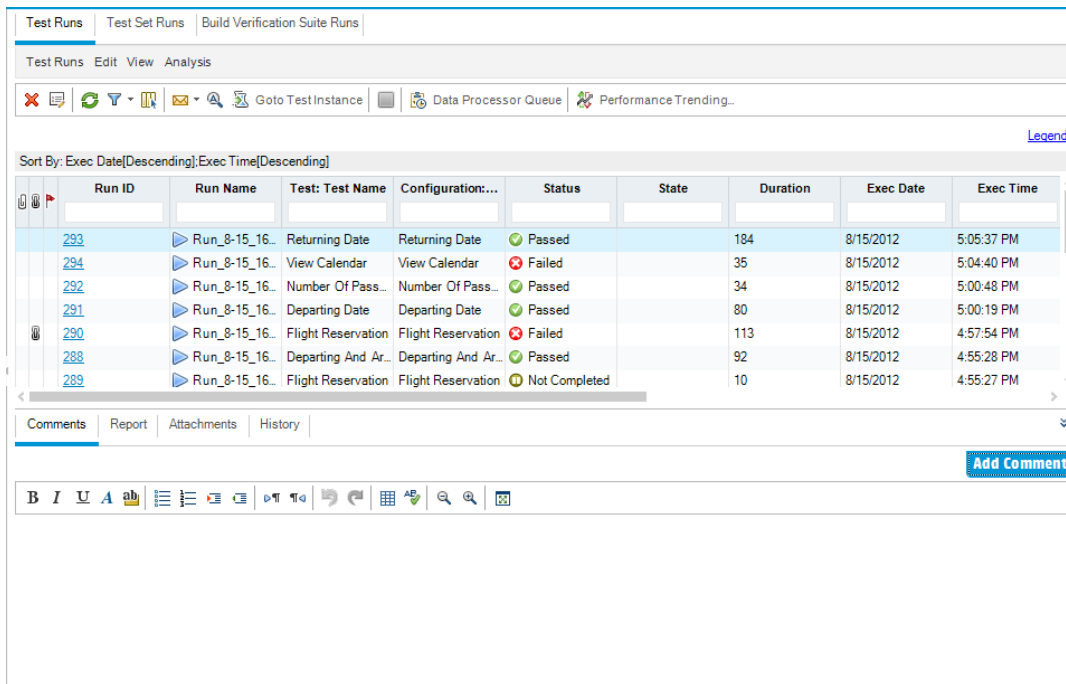 Test Runs Test Set Runs Build Verification Suite Runs
Test Runs Edit View Analysis
Goto TestInstance Data Processor Queue Performance Trending...
Legend
Sort By: Exec Date[Descending];Exec Time[Descending]
Run ID Run Name Test: Test Name Configuration:... Status State Duration Exec Date Exec Time
293 Run_8-15_16... Returning Date Returning Date Passed 184 8/15/2012 5:05:37 PM
294 Run_8-15_16... View Calendar View Calendar Failed 35 8/15/2012 5:04:40 PM
292 Run_8-15_16... Number Of Pass... Number Of Pass... Passed 34 8/15/2012 5:00:48 PM
291 Run_8-15_16... Departing Date Departing Date Passed 80 8/15/2012 5:00:19 PM
290 Run_8-15_16... Flight Reservation Flight Reservation Failed 113 8/15/2012 4:57:54 PM
288 Run_8-15_16... Departing And Ar... Departing And Ar... Passed 92 8/15/2012 4:55:28 PM
289 Run_8-15_16... Flight Reservation Flight Reservation Not Completed 10 8/15/2012 4:55:27 PM
Comments Report Attachments History
Add Comment
B I U A ab